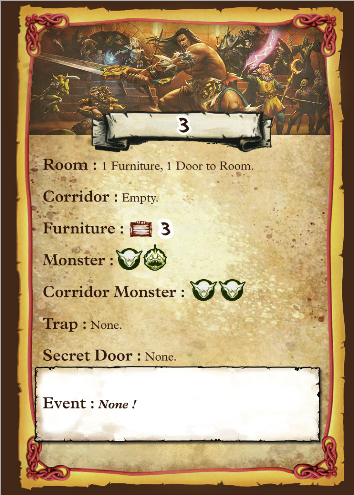 3
Room : 1 Furniture, 1 Door to Room.
Corridor : Empty.
Furniture : 3
Monster :
Corridor Monster :
Trap : None.
Secret Door : None.
Event : None !